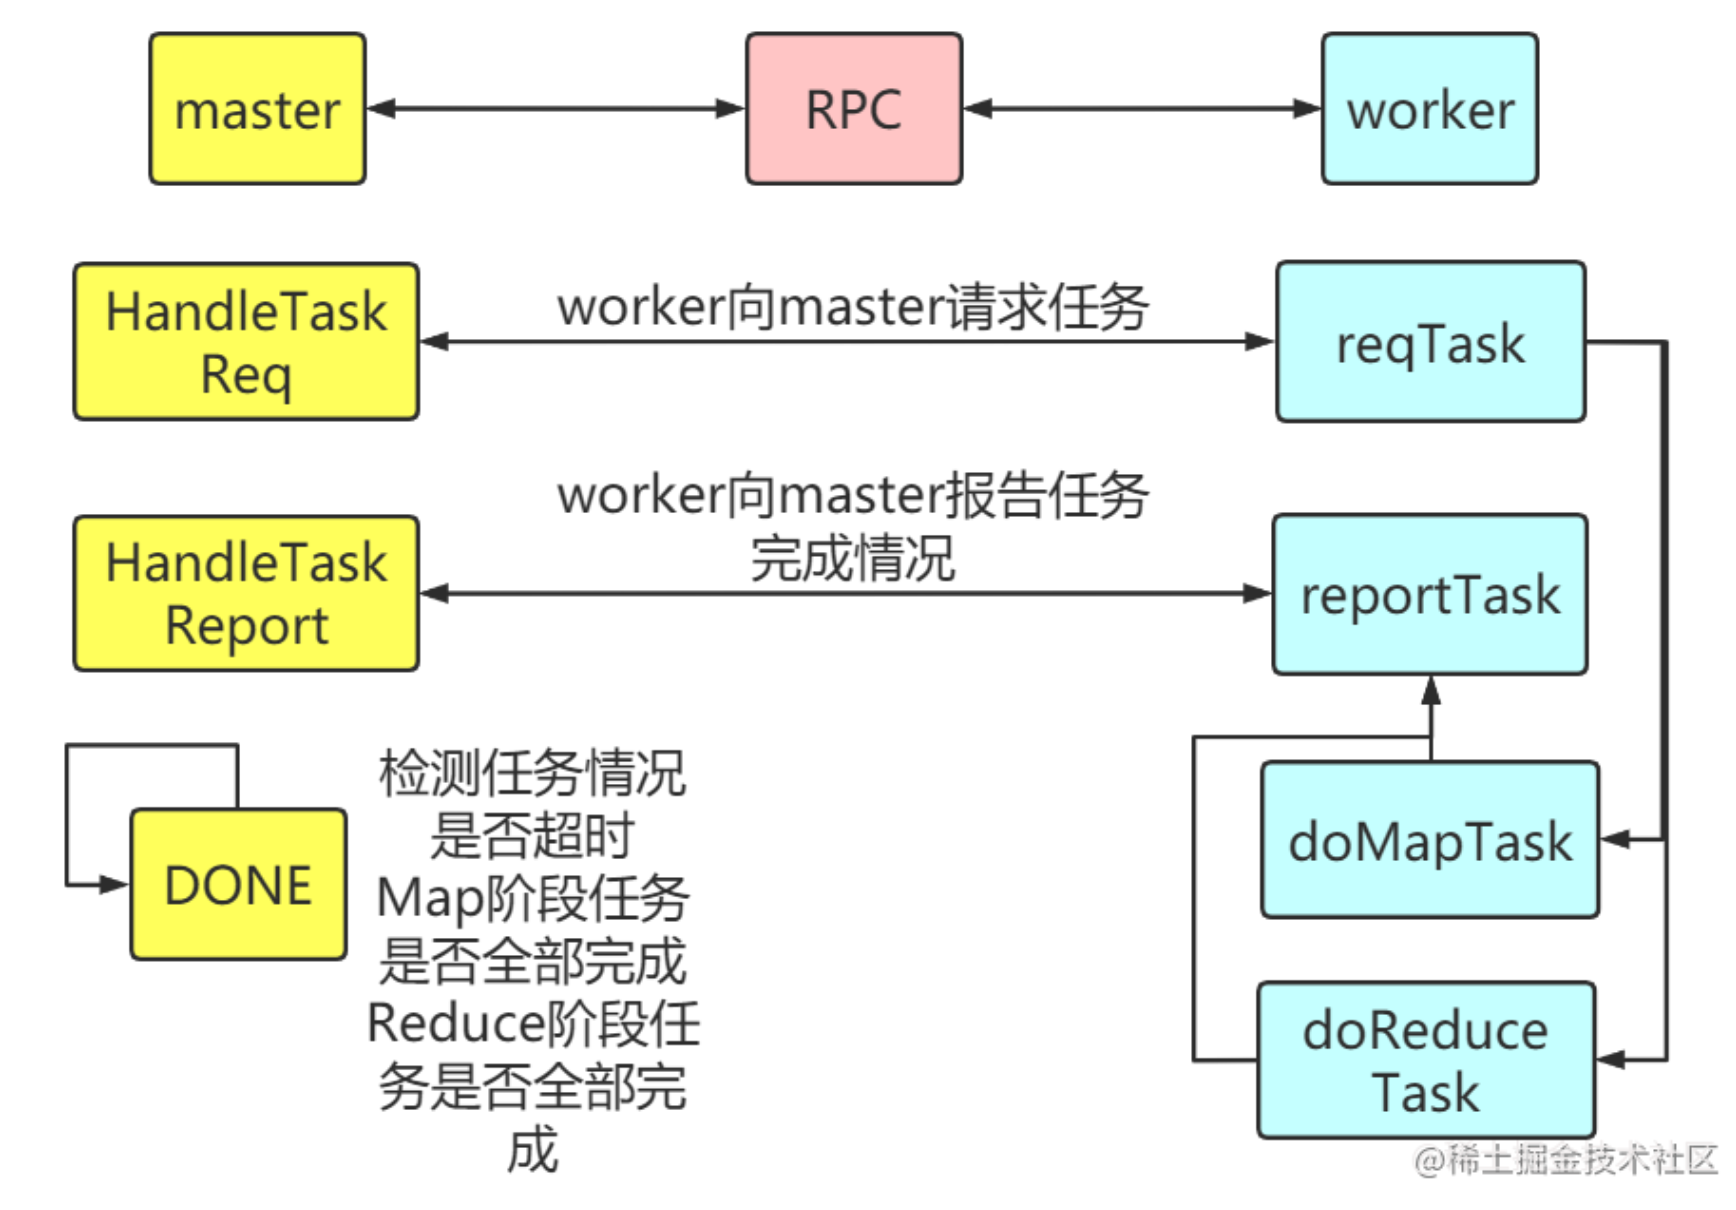 master
RPC
worker
HandleTask
Req
worker向master请求任务
reqTask
HandleTask
Report
worker向master报告任务
完成情况
reportTask
DONE
检测任务情况
是否超时
Map阶段任务
是否全部完成
Reduce阶段任
务是否全部完
成
doMapTask
doReduce
Task
@稀土掘金技术社区